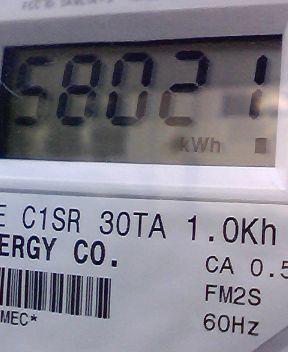 58021
kWh
E C1SR 30TA 1.0Kh
ERGY CO.
CA 0.5
FM2S
MEC*
60Hz